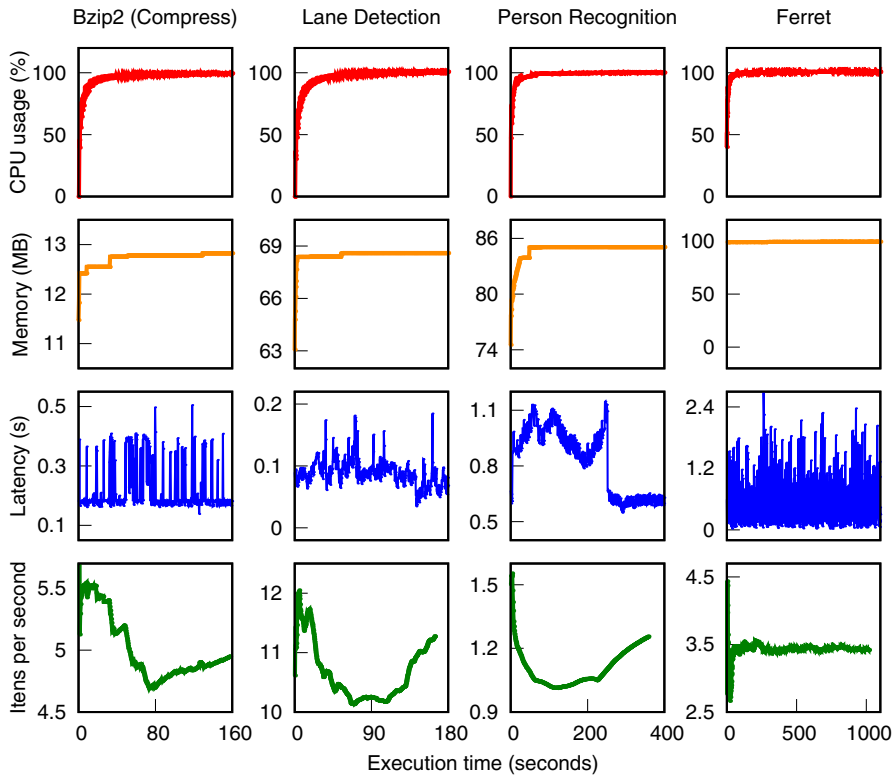 Bzip2 (Compress) Lane Detection Person Recognition Ferret
CPU usage (%)
100 100 100 100
50 50 50 50
0 0 0 0
Memory (MB)
13 69 86 100
12 66 80 0
11 63 74
Latency (s)
0.5 0.2 1.1 2.4
0.3 0.1 0.8 1.2
0.1 0 0.5 0
Itens per second
5.5 12 1.5 4.5
5 11 1.2 3.5
4.5 10 0.9 2.5
0 80 160 0 90 180 0 200 400 0 500 1000
Execution time (seconds)